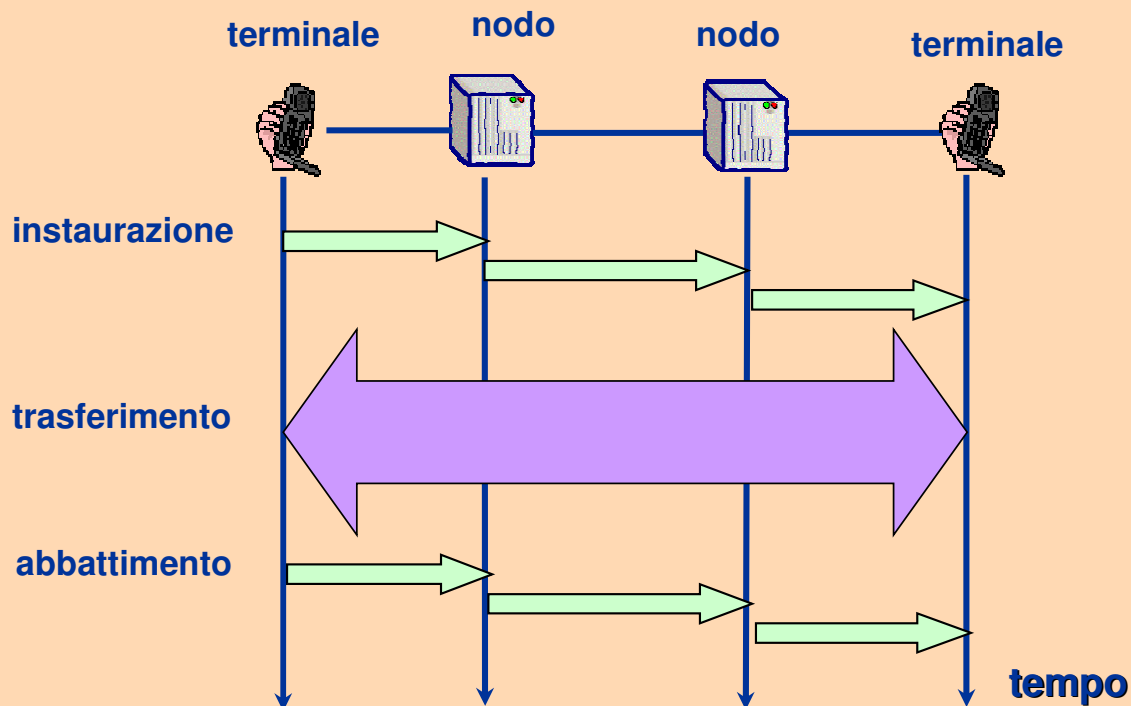 terminale
nodo
nodo
terminale
instaurazione
trasferimento
abbattimento
tempo